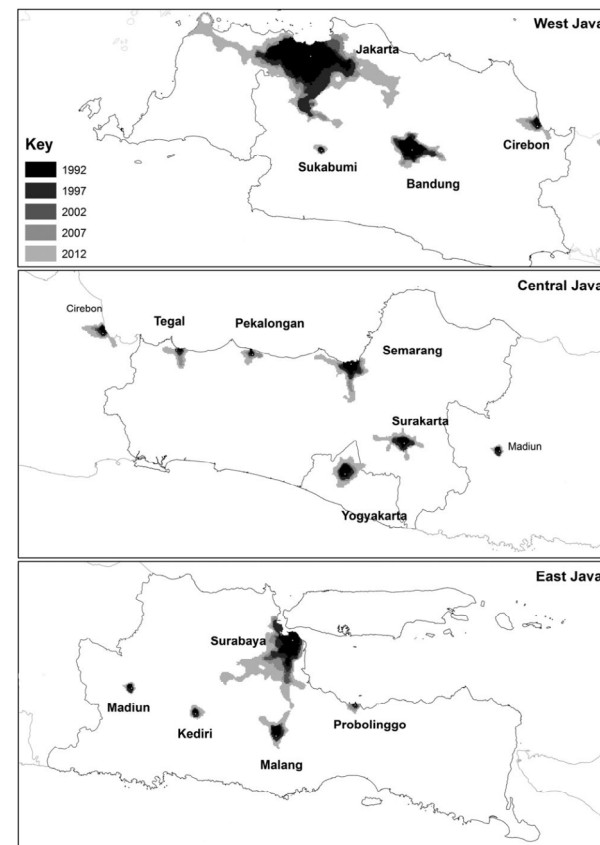 West Java
Jakarta
Key
1992
1997
2002
2007
2012
Sukabumi
Bandung
Cirebon
Central Java
Cirebon
Tegal
Pekalongan
Semarang
Surakarta
Madiun
Yogyakarta
East Java
Surabaya
Madiun
Kediri
Malang
Probolinggo